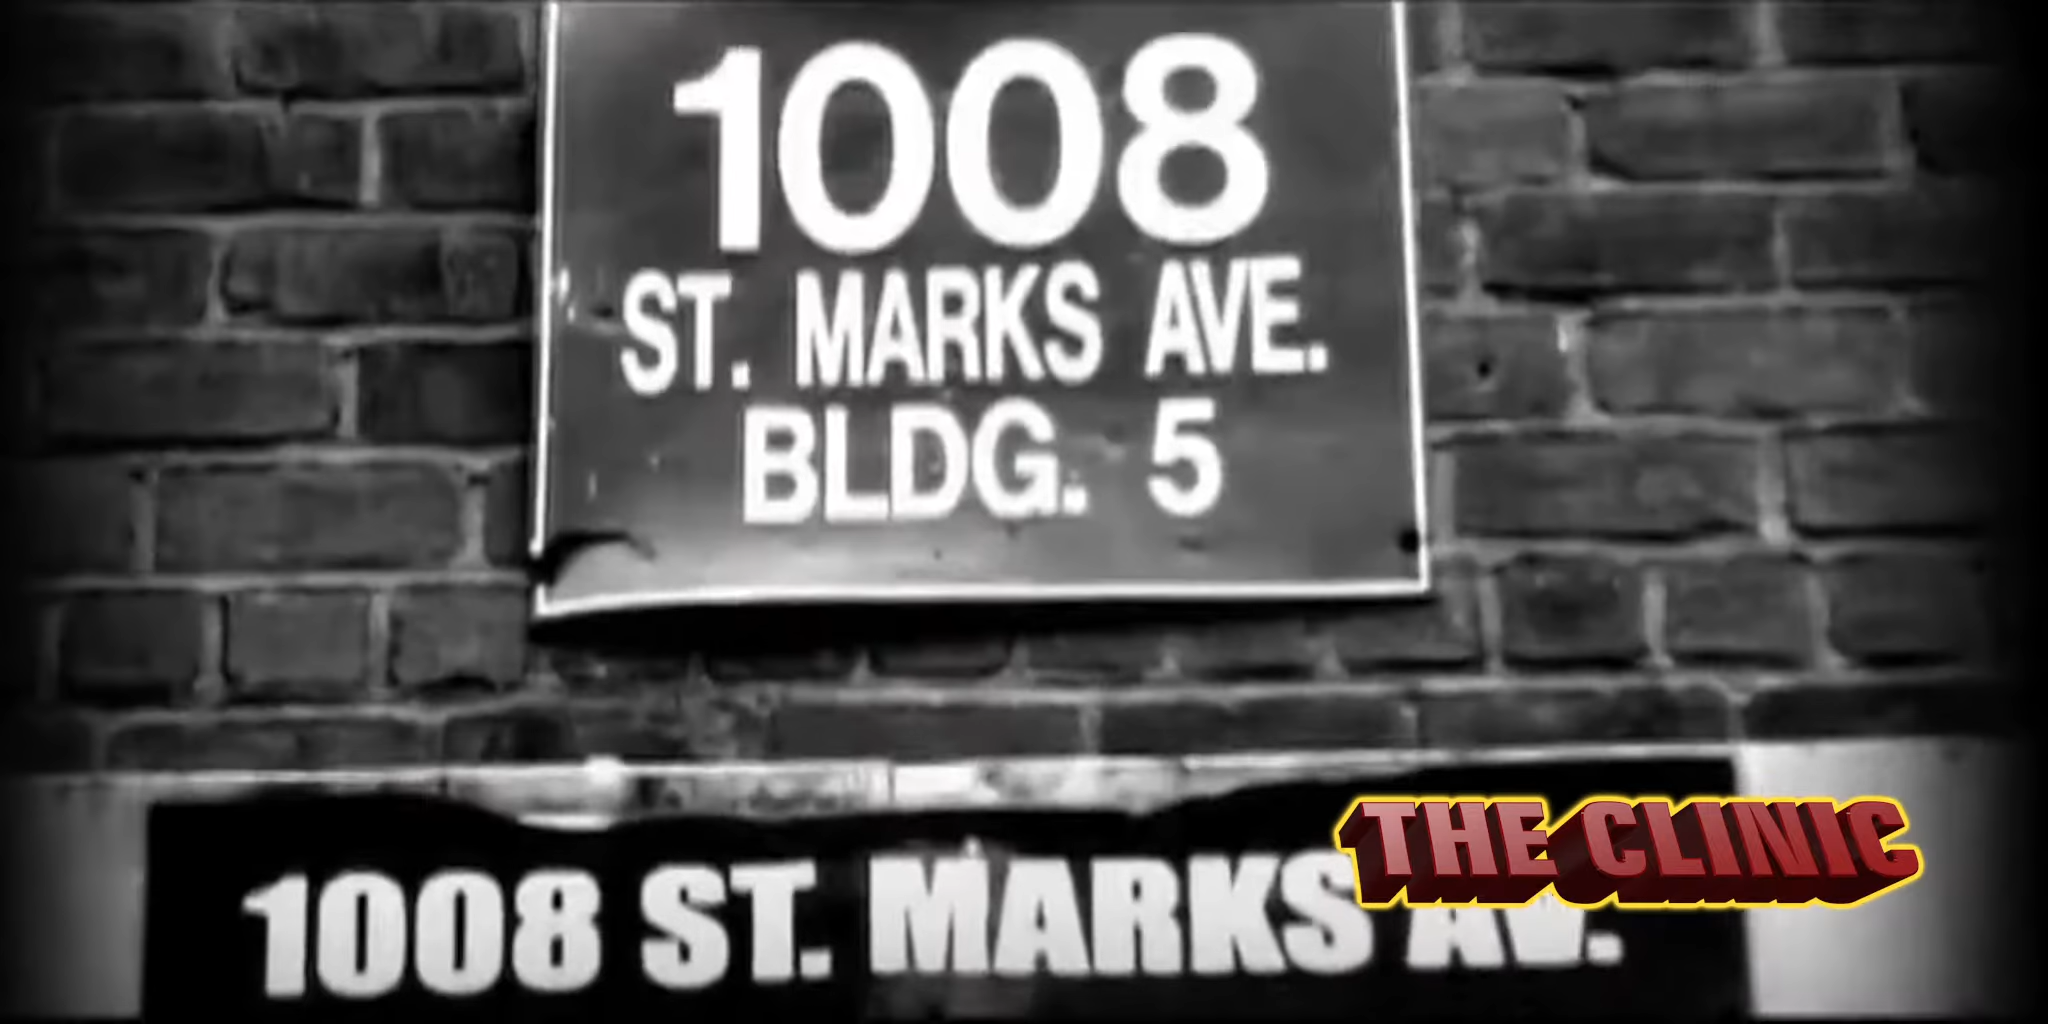 1008
ST. MARKS AVE.
BLDG. 5
THE CLINIC
1008 ST. MARKS AV.